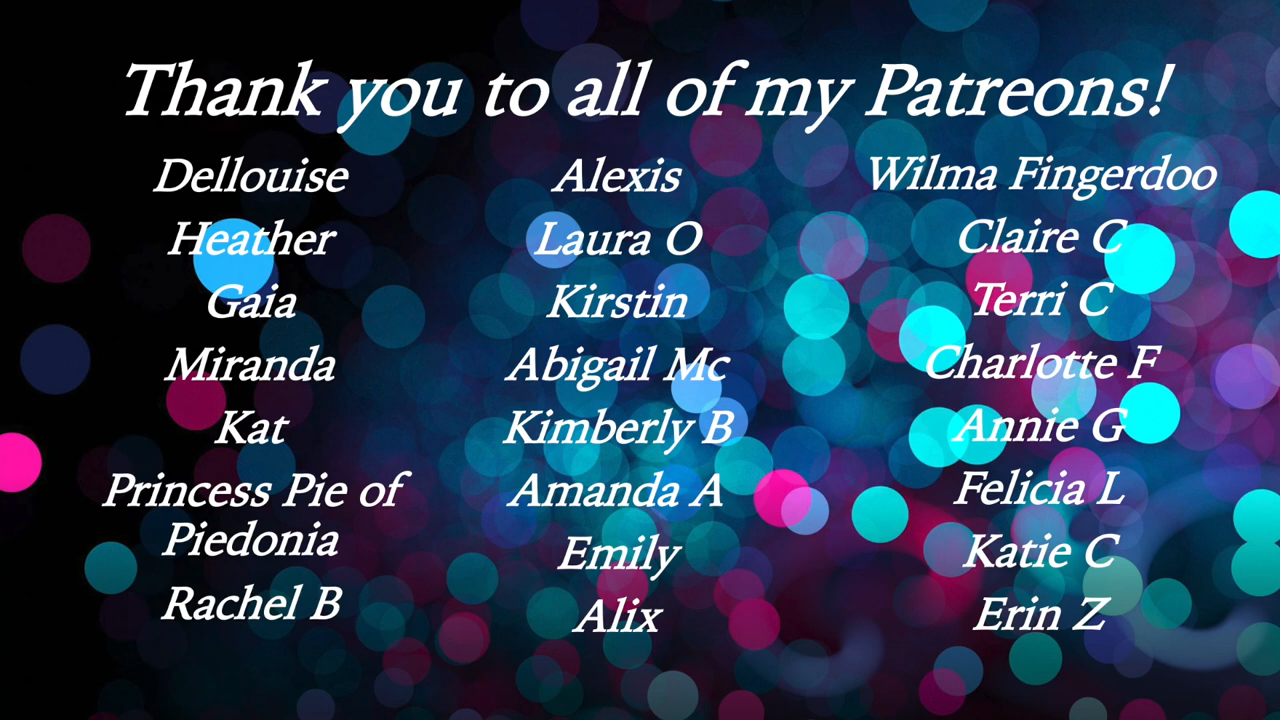 Thank you to all of my Patreons!
Dellouise
Heather
Gaia
Miranda
Kat
Princess Pie of
Piedonia
Rachel B
Alexis
Laura O
Kirstin
Abigail Mc
Kimberly B
Amanda A
Emily
Alix
Wilma Fingerdoo
Claire C
Terri C
Charlotte F
Annie G
Felicia L
Katie C
Erin Z